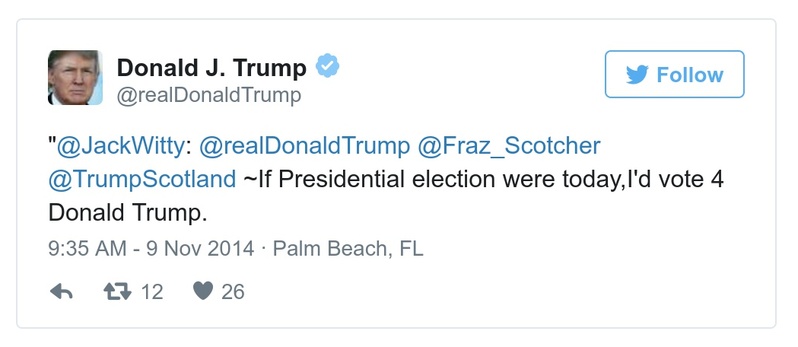 Donald J. Trump
@realDonaldTrump
Follow
"@JackWitty: @realDonaldTrump @Fraz_Scotcher
@TrumpScotland ~If Presidential election were today,I'd vote 4
Donald Trump.
9:35 AM - 9 Nov 2014 · Palm Beach, FL
12 26